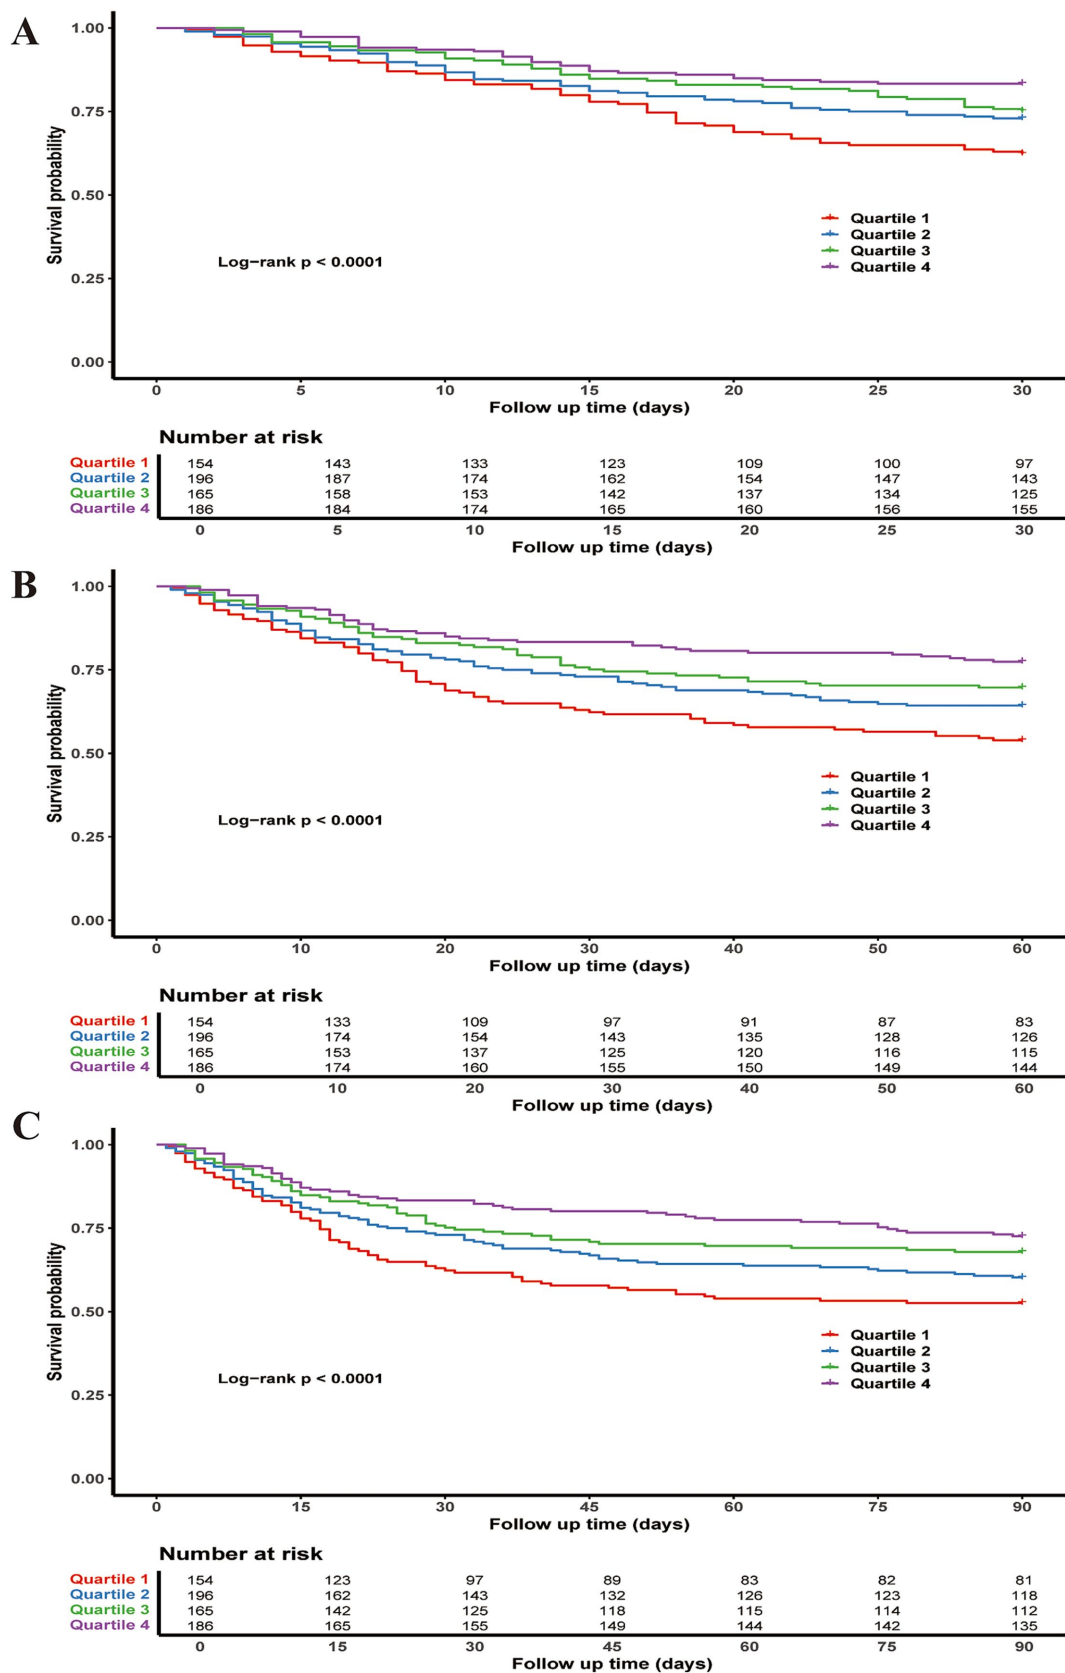 A
Survival probability
1.00
0.75
0.50
0.25
0.00
Log-rank p < 0.0001
Quartile 1
Quartile 2
Quartile 3
Quartile 4
0 5 10 15 20 25 30
Follow up time (days)
Number at risk
Quartile 1 154 143 133 123 109 100 97
Quartile 2 196 187 174 162 154 147 143
Quartile 3 165 158 153 142 137 134 125
Quartile 4 186 184 174 165 160 156 155
0 5 10 15 20 25 30
Follow up time (days)
B
Survival probability
1.00
0.75
0.50
0.25
0.00
Log-rank p < 0.0001
Quartile 1
Quartile 2
Quartile 3
Quartile 4
0 10 20 30 40 50 60
Follow up time (days)
Number at risk
Quartile 1 154 133 109 97 91 87 83
Quartile 2 196 174 154 143 135 128 126
Quartile 3 165 153 137 125 120 116 115
Quartile 4 186 174 160 155 150 149 144
0 10 20 30 40 50 60
Follow up time (days)
C
Survival probability
1.00
0.75
0.50
0.25
0.00
Log-rank p < 0.0001
Quartile 1
Quartile 2
Quartile 3
Quartile 4
0 15 30 45 60 75 90
Follow up time (days)
Number at risk
Quartile 1 154 123 97 89 83 82 81
Quartile 2 196 162 143 132 126 123 118
Quartile 3 165 142 125 118 115 114 112
Quartile 4 186 165 155 149 144 142 135
0 15 30 45 60 75 90
Follow up time (days)